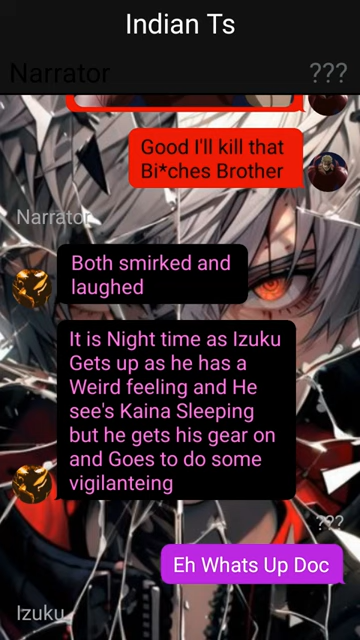 Indian Ts
Narrator
???
Good I'll kill that
Bi*ches Brother
Narrator
Both smirked and
laughed
It is Night time as Izuku
Gets up as he has a
Weird feeling and He
see's Kaina Sleeping
but he gets his gear on
and Goes to do some
vigilanteing
???
Eh Whats Up Doc
Izuku